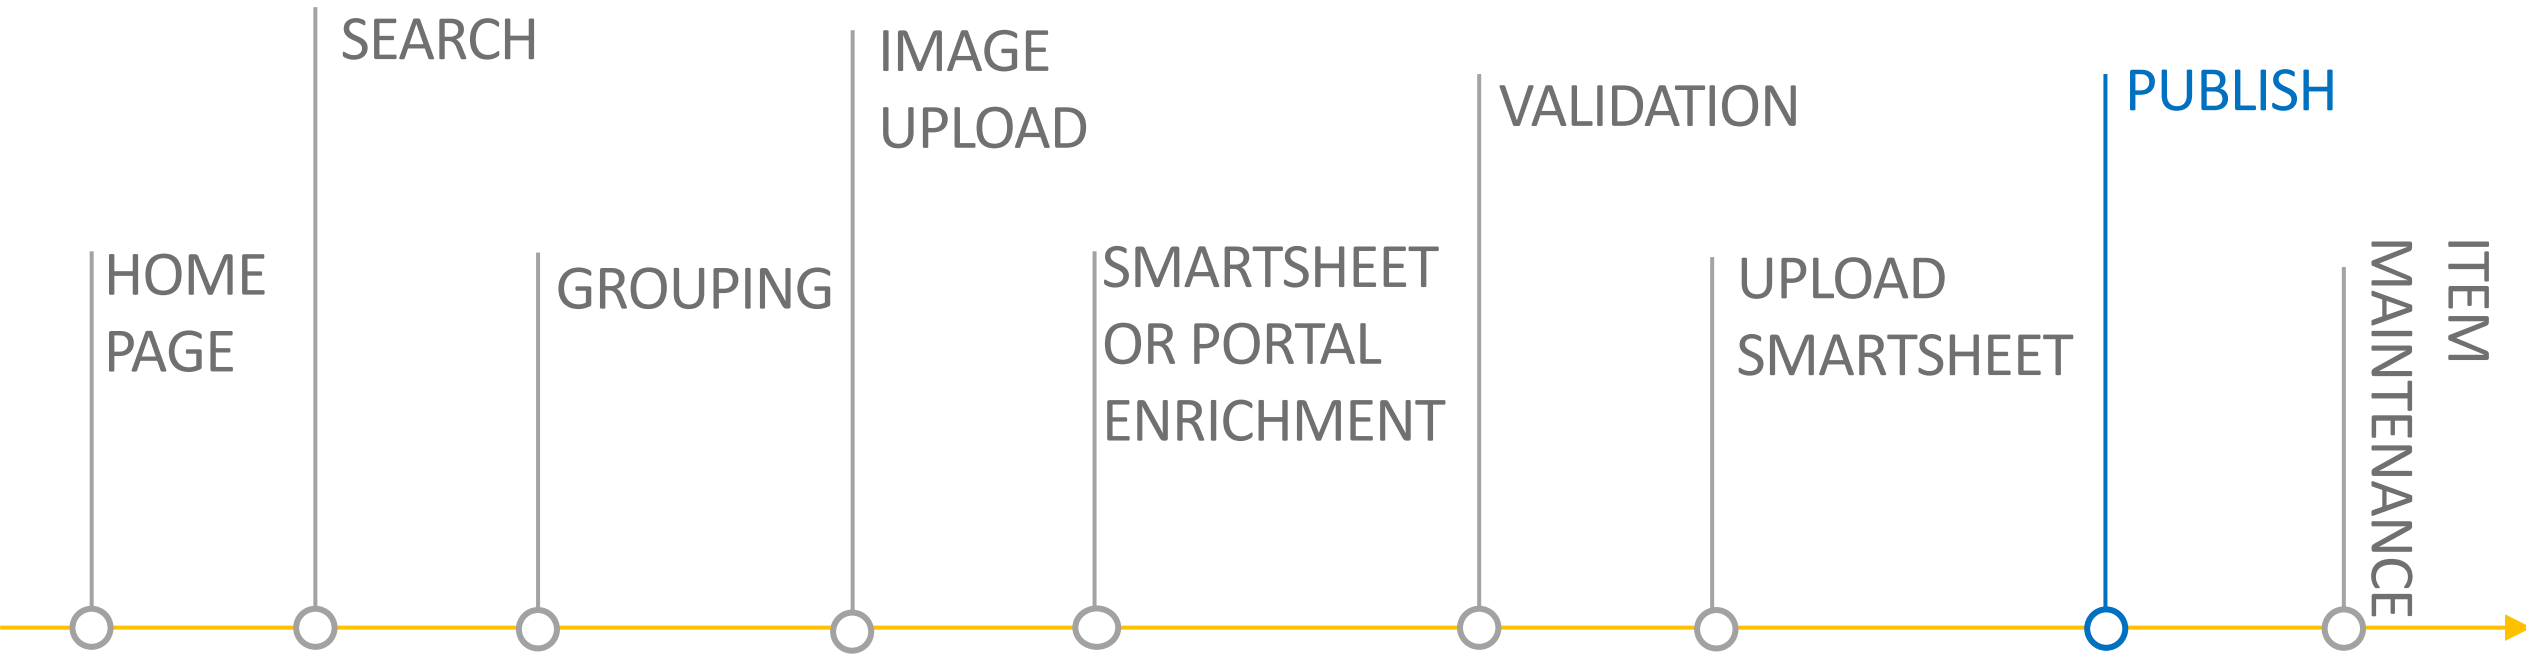 HOME
PAGE
SEARCH
GROUPING
IMAGE
UPLOAD
SMARTSHEET
OR PORTAL
ENRICHMENT
VALIDATION
UPLOAD
SMARTSHEET
PUBLISH
ITEM
MAINTENANCE